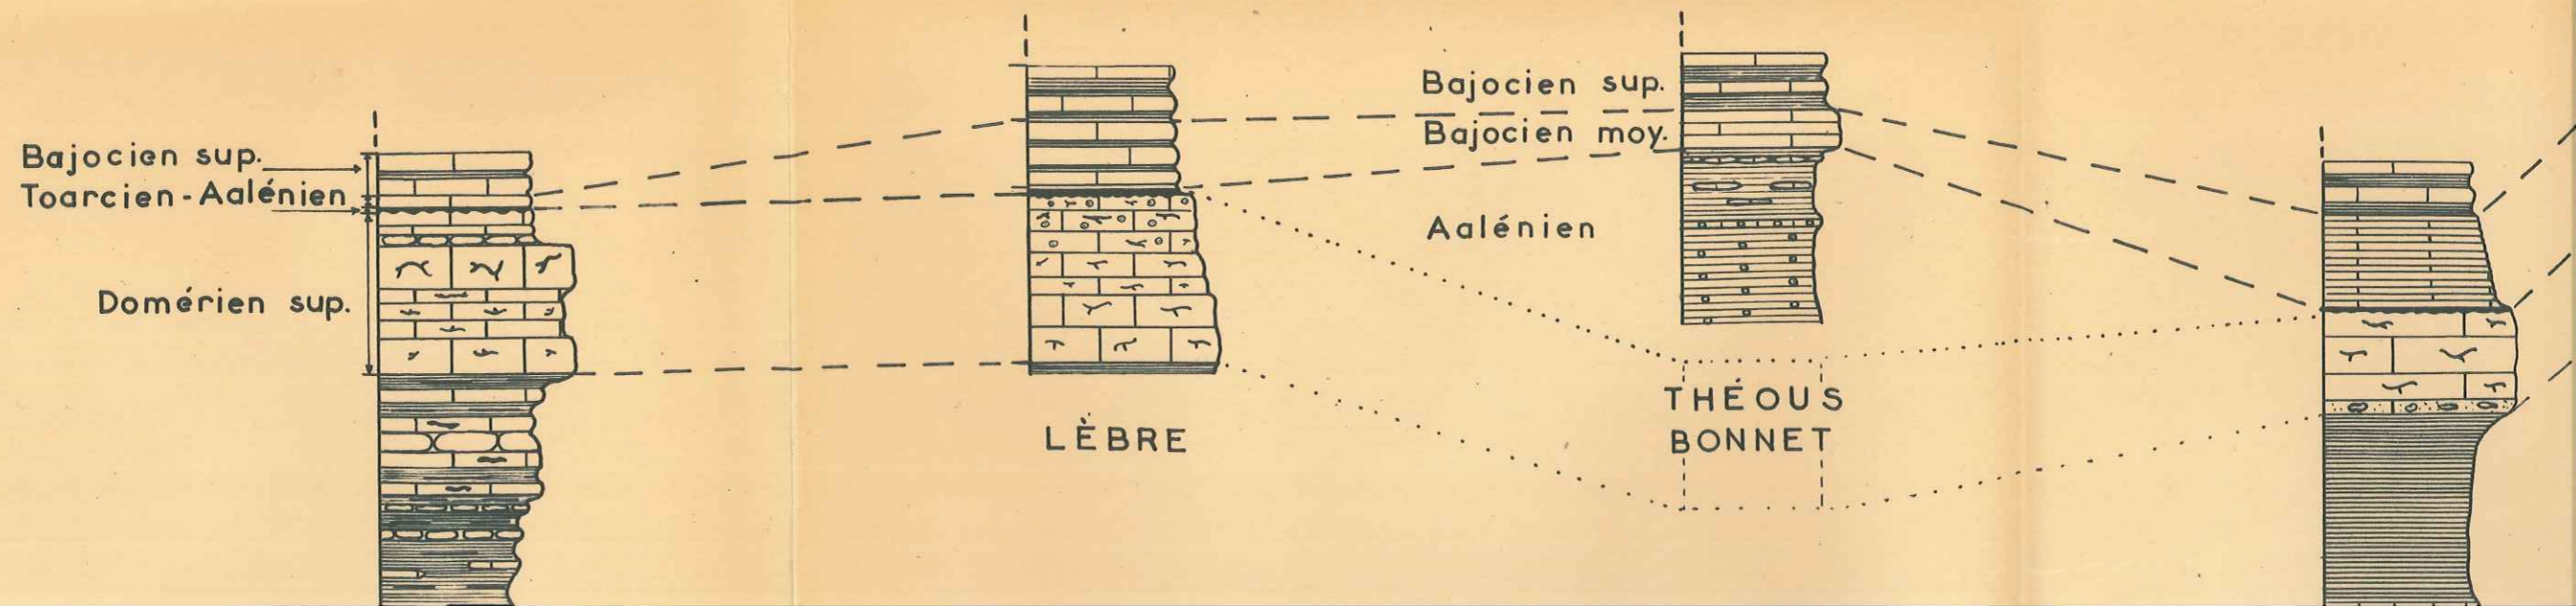 Bajocien sup.
Toarcien-Aalénien
Domérien sup.
LÈBRE
Bajocien sup.
Bajocien moy.
Aalénien
THÉOUS
BONNET